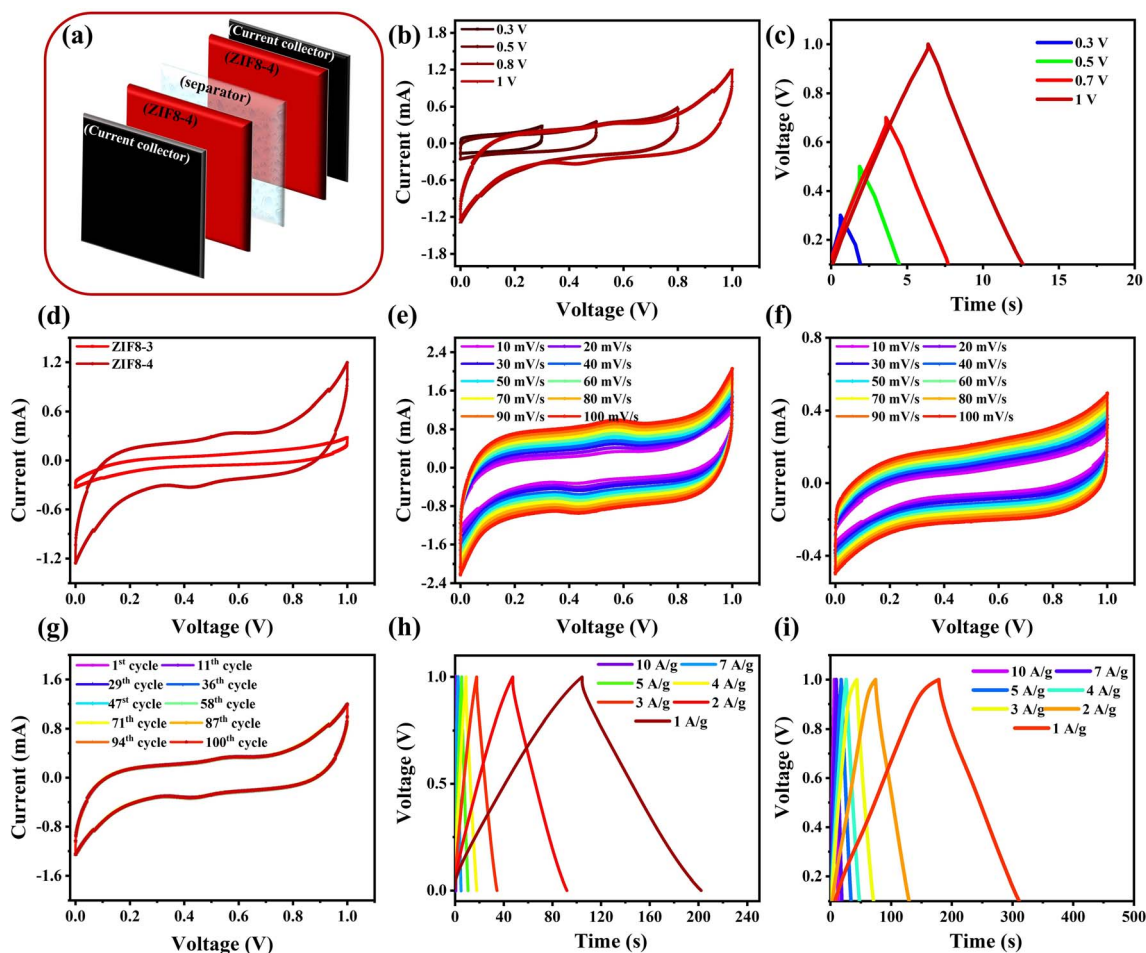 (a)
(Current collector)
(ZIF8-4)
(separator)
(ZIF8-4)
(Current collector)
(b)
0.3 V
0.5 V
0.8 V
1 V
Current (mA)
1.8
1.2
0.6
0.0
-0.6
-1.2
-1.8
0.0 0.2 0.4 0.6 0.8 1.0
Voltage (V)
(c)
0.3 V
0.5 V
0.7 V
1 V
Voltage (V)
1.0
0.8
0.6
0.4
0.2
0 5 10 15 20
Time (s)
(d)
ZIF8-3
ZIF8-4
Current (mA)
1.2
0.6
0.0
-0.6
-1.2
0.0 0.2 0.4 0.6 0.8 1.0
Voltage (V)
(e)
10 mV/s 20 mV/s
30 mV/s 40 mV/s
50 mV/s 60 mV/s
70 mV/s 80 mV/s
90 mV/s 100 mV/s
Current (mA)
2.4
1.6
0.8
0.0
-0.8
-1.6
-2.4
0.0 0.2 0.4 0.6 0.8 1.0
Voltage (V)
(f)
10 mV/s 20 mV/s
30 mV/s 40 mV/s
50 mV/s 60 mV/s
70 mV/s 80 mV/s
90 mV/s 100 mV/s
Current (mA)
0.8
0.4
0.0
-0.4
0.0 0.2 0.4 0.6 0.8 1.0
Voltage (V)
(g)
1st cycle 11th cycle
29th cycle 36th cycle
47st cycle 58th cycle
71th cycle 87th cycle
94th cycle 100th cycle
Current (mA)
1.6
0.8
0.0
-0.8
-1.6
0.0 0.2 0.4 0.6 0.8 1.0
Voltage (V)
(h)
10 A/g 7 A/g
5 A/g 4 A/g
3 A/g 2 A/g
1 A/g
Voltage (V)
1.0
0.5
0.0
0 40 80 120 160 200 240
Time (s)
(i)
10 A/g 7 A/g
5 A/g 4 A/g
3 A/g 2 A/g
1 A/g
Voltage (V)
1.0
0.8
0.6
0.4
0.2
0 100 200 300 400 500
Time (s)